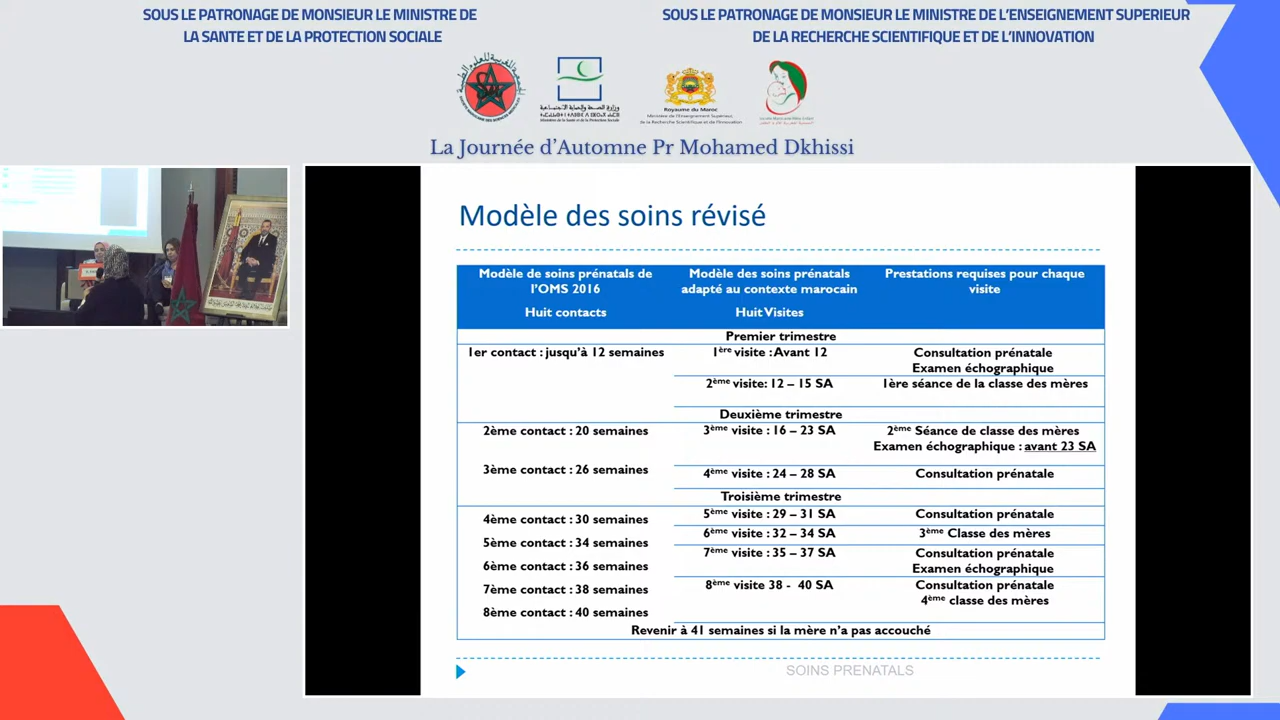 SOUS LE PATRONAGE DE MONSIEUR LE MINISTRE DE
LA SANTE ET DE LA PROTECTION SOCIALE
SOUS LE PATRONAGE DE MONSIEUR LE MINISTRE DE L'ENSEIGNEMENT SUPERIEUR
DE LA RECHERCHE SCIENTIFIQUE ET DE L'INNOVATION
Royaume du Maroc
La Journée d'Automne Pr Mohamed Dkhissi
Modèle des soins révisé
Modèle de soins prénatals de
l'OMS 2016
Huit contacts
Modèle des soins prénatals
adapté au contexte marocain
Huit Visites
Prestations requises pour chaque
visite
Premier trimestre
1er contact : jusqu'à 12 semaines
1ère visite : Avant 12
Consultation prénatale
Examen échographique
2ème visite: 12 – 15 SA
1ère séance de la classe des mères
Deuxième trimestre
2ème contact : 20 semaines
3ème visite : 16 – 23 SA
2ème Séance de classe des mères
Examen échographique : avant 23 SA
3ème contact : 26 semaines
4ème visite : 24 – 28 SA
Consultation prénatale
Troisième trimestre
4ème contact : 30 semaines
5ème contact : 34 semaines
6ème contact : 36 semaines
7ème contact : 38 semaines
8ème contact : 40 semaines
5ème visite : 29 – 31 SA
Consultation prénatale
6ème visite : 32 – 34 SA
3ème Classe des mères
7ème visite : 35 – 37 SA
Consultation prénatale
Examen échographique
8ème visite 38 - 40 SA
Consultation prénatale
4ème classe des mères
Revenir à 41 semaines si la mère n'a pas accouché
SOINS PRENATALS